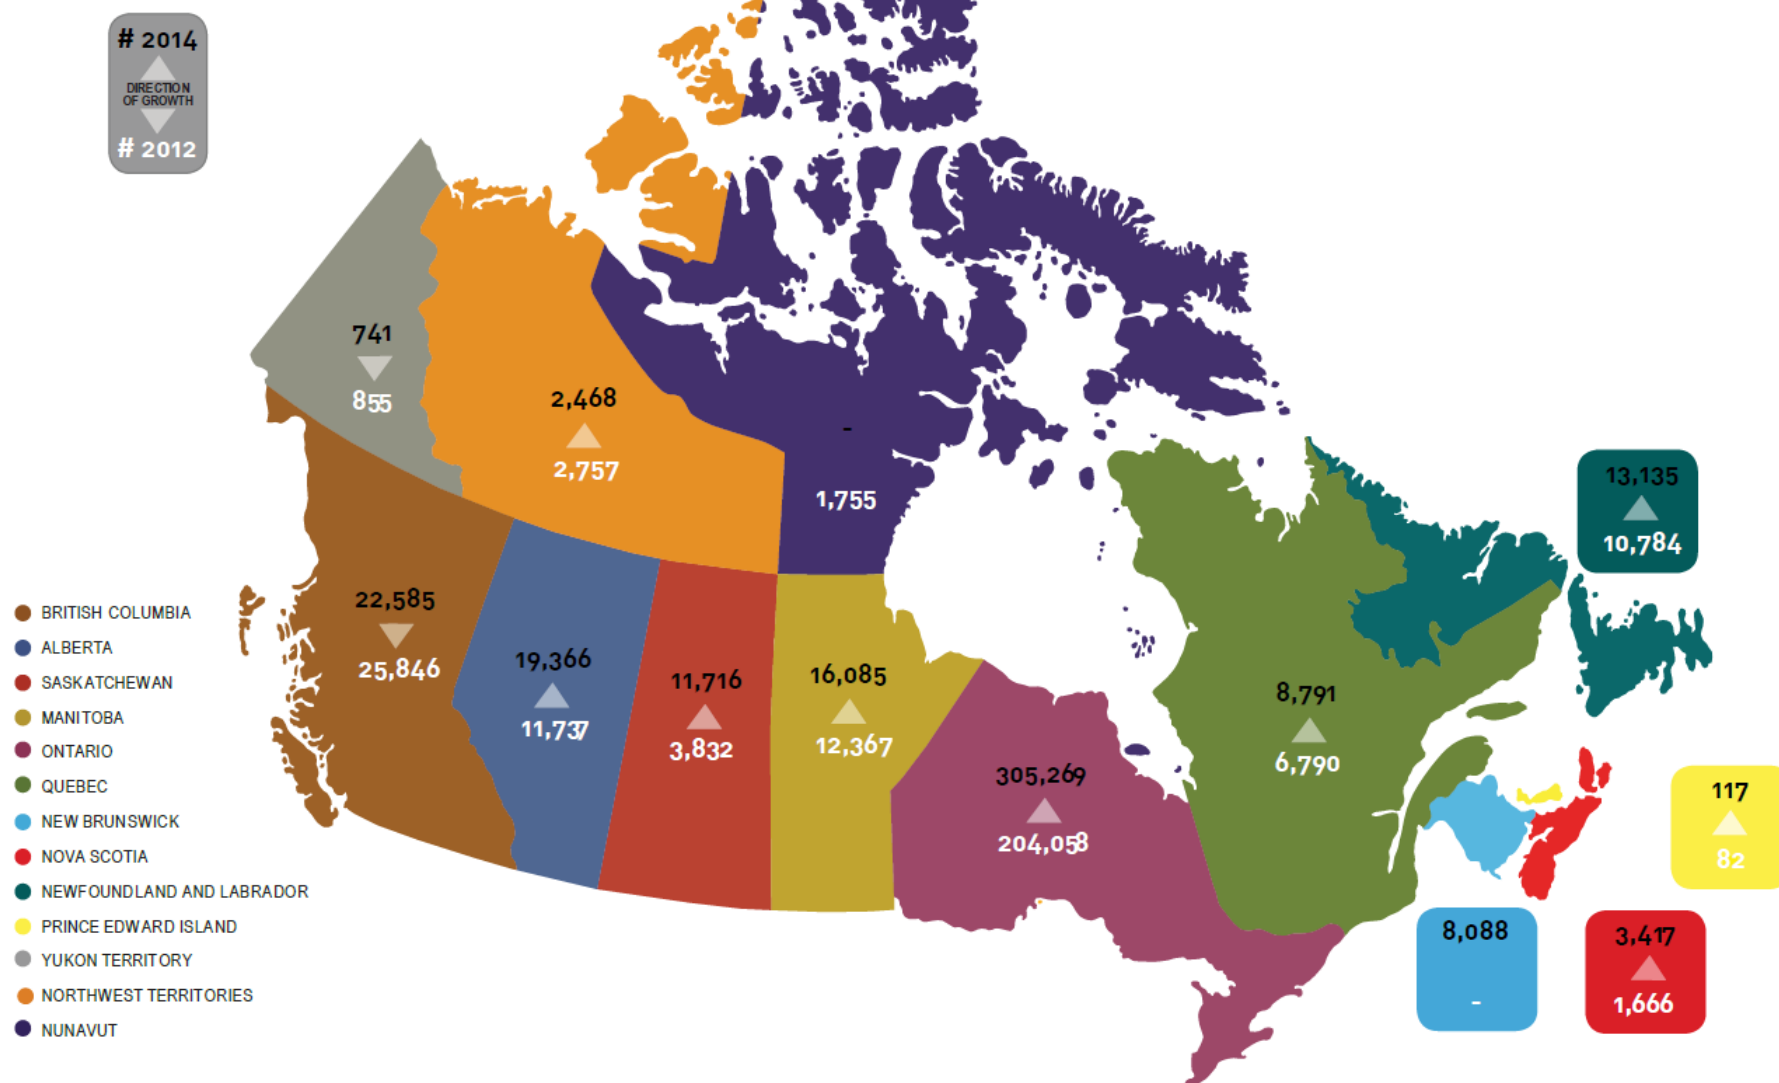 # 2014
DIRECTION
OF GROWTH
# 2012
741
855
2,468
2,757
-
1,755
13,135
10,784
22,585
25,846
19,366
11,737
11,716
3,832
16,085
12,367
305,269
204,058
8,791
6,790
117
82
8,088
-
3,417
1,666
BRITISH COLUMBIA
ALBERTA
SASKATCHEWAN
MANITOBA
ONTARIO
QUEBEC
NEW BRUNSWICK
NOVA SCOTIA
NEWFOUNDLAND AND LABRADOR
PRINCE EDWARD ISLAND
YUKON TERRITORY
NORTHWEST TERRITORIES
NUNAVUT